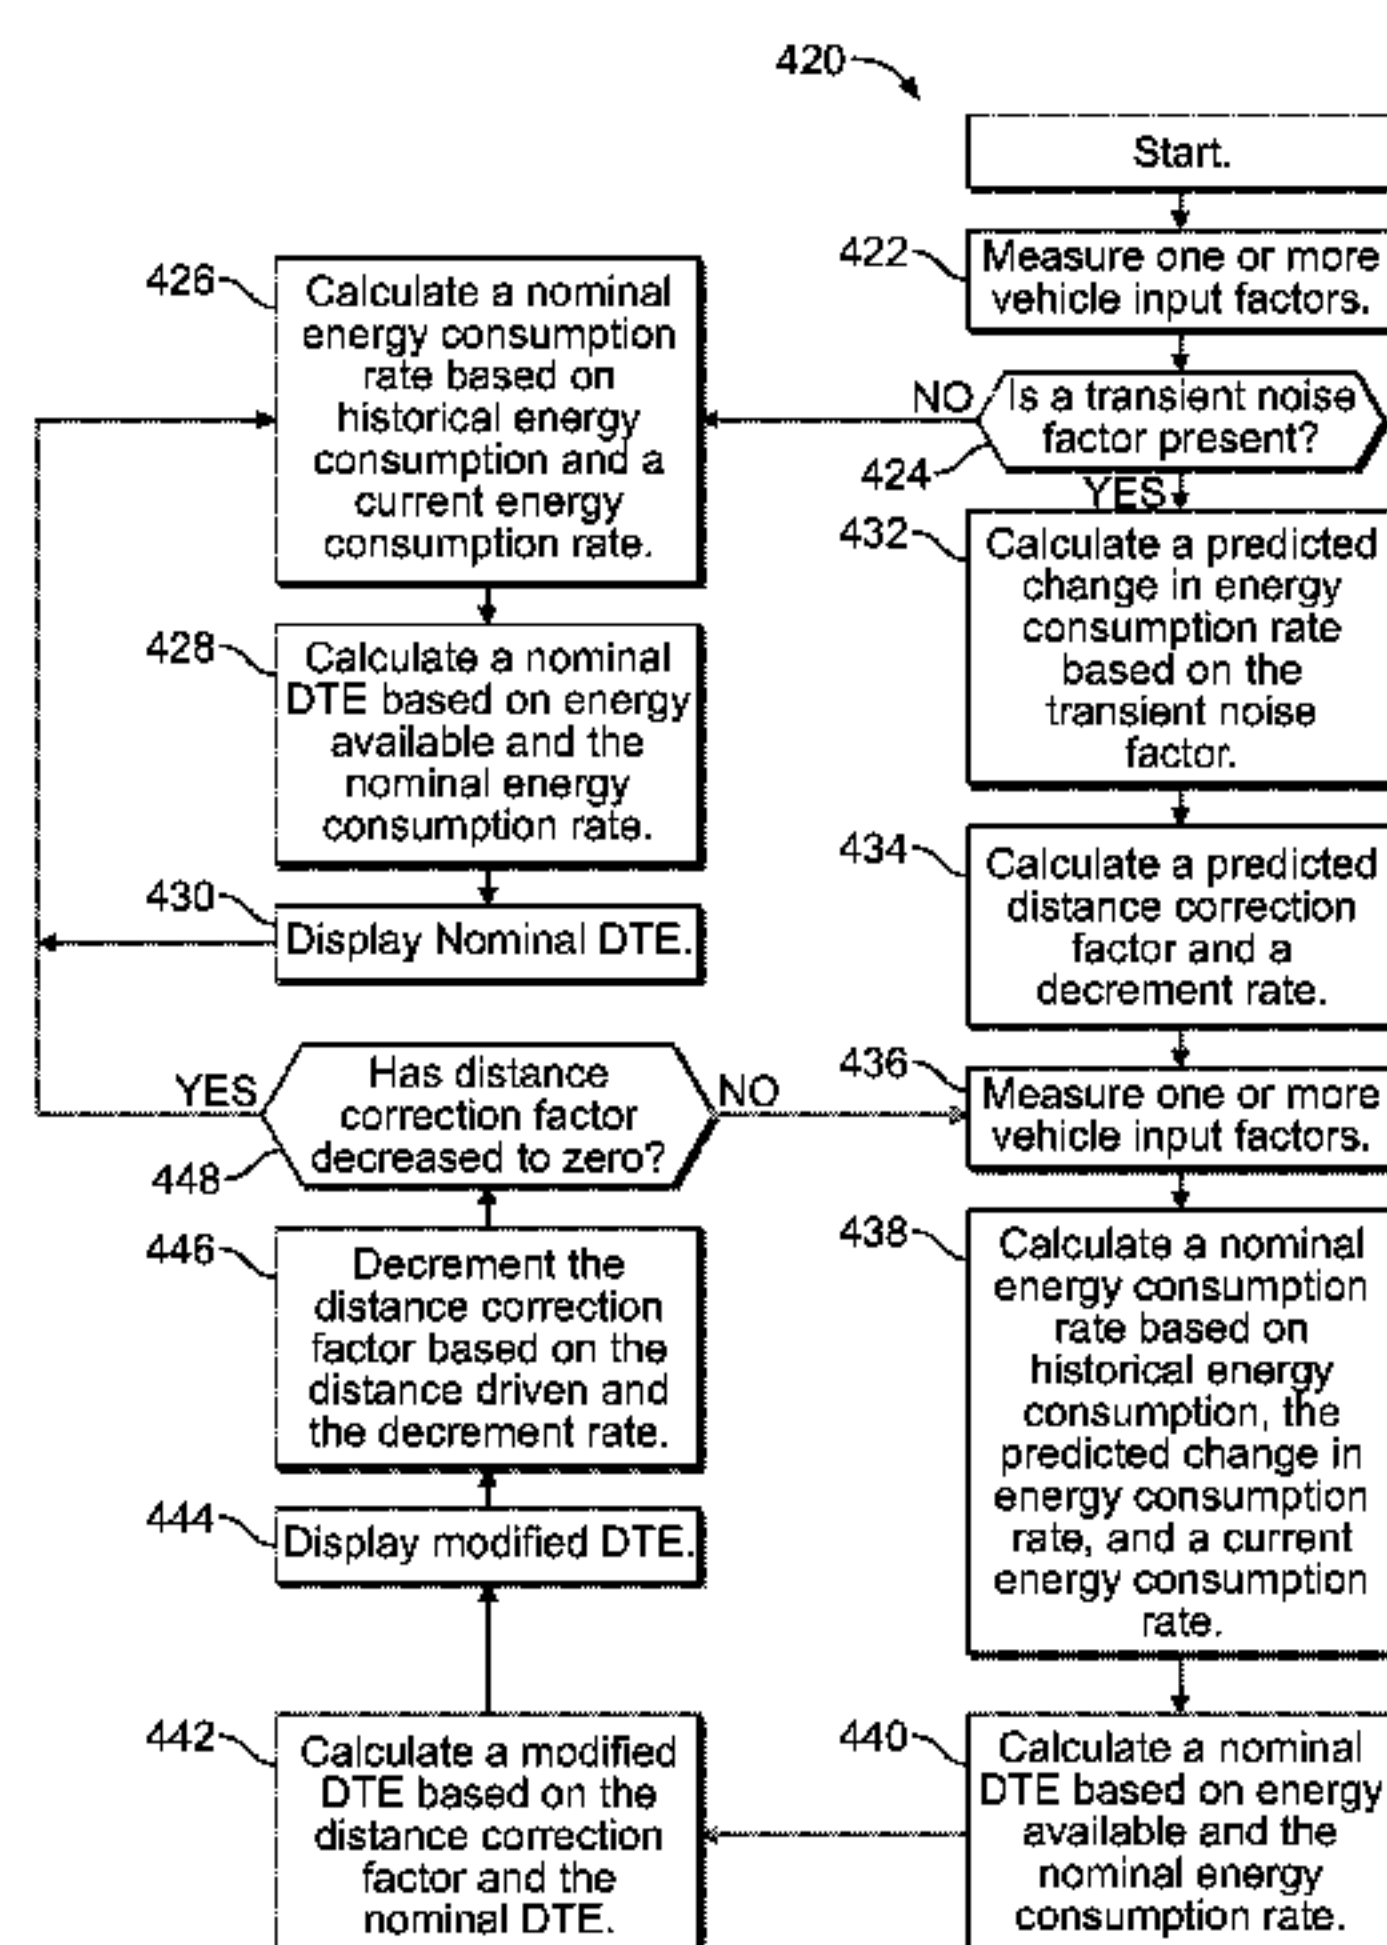 420
Start.
422
Measure one or more
vehicle input factors.
NO
Is a transient noise
factor present?
424
YES
426
Calculate a nominal
energy consumption
rate based on
historical energy
consumption and a
current energy
consumption rate.
428
Calculate a nominal
DTE based on energy
available and the
nominal energy
consumption rate.
430
Display Nominal DTE.
432
Calculate a predicted
change in energy
consumption rate
based on the
transient noise
factor.
434
Calculate a predicted
distance correction
factor and a
decrement rate.
436
Measure one or more
vehicle input factors.
438
Calculate a nominal
energy consumption
rate based on
historical energy
consumption, the
predicted change in
energy consumption
rate, and a current
energy consumption
rate.
440
Calculate a nominal
DTE based on energy
available and the
nominal energy
consumption rate.
442
Calculate a modified
DTE based on the
distance correction
factor and the
nominal DTE.
444
Display modified DTE.
446
Decrement the
distance correction
factor based on the
distance driven and
the decrement rate.
YES
Has distance
correction factor
decreased to zero?
NO
448